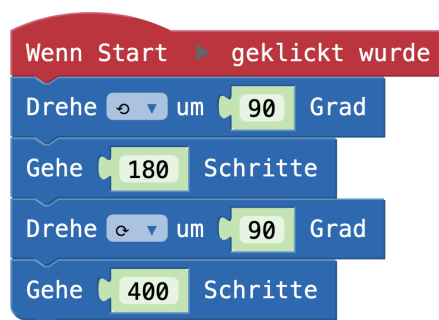 Wenn Start ▶ geklickt wurde
Drehe ⟲ ▼ um 90 Grad
Gehe 180 Schritte
Drehe ⟳ ▼ um 90 Grad
Gehe 400 Schritte